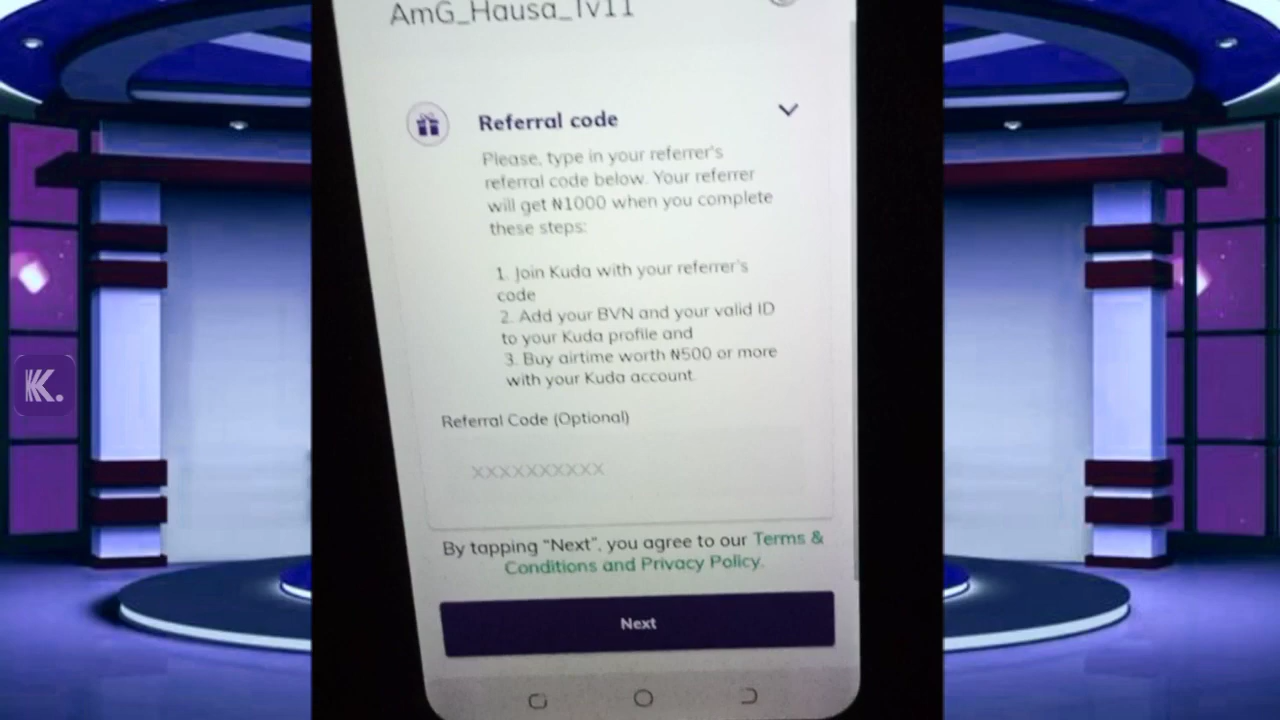 AmG_Hausa_Tv11
Referral code
Please, type in your referrer's
referral code below. Your referrer
will get ₦1000 when you complete
these steps:
1. Join Kuda with your referrer's
code
2. Add your BVN and your valid ID
to your Kuda profile and
3. Buy airtime worth ₦500 or more
with your Kuda account.
Referral Code (Optional)
XXXXXXXXXX
By tapping “Next”, you agree to our Terms &
Conditions and Privacy Policy.
Next
K.